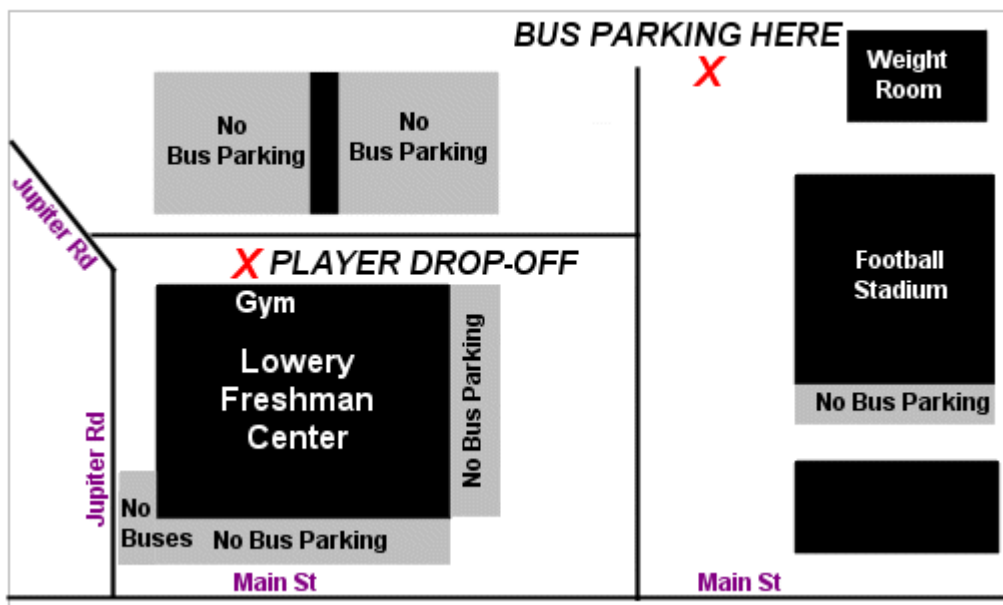 BUS PARKING HERE
X
Weight
Room
No
Bus Parking
No
Bus Parking
Jupiter Rd
X PLAYER DROP-OFF
Gym
Lowery
Freshman
Center
No Bus Parking
Football
Stadium
No Bus Parking
Jupiter Rd
No
Buses
No Bus Parking
Main St
Main St